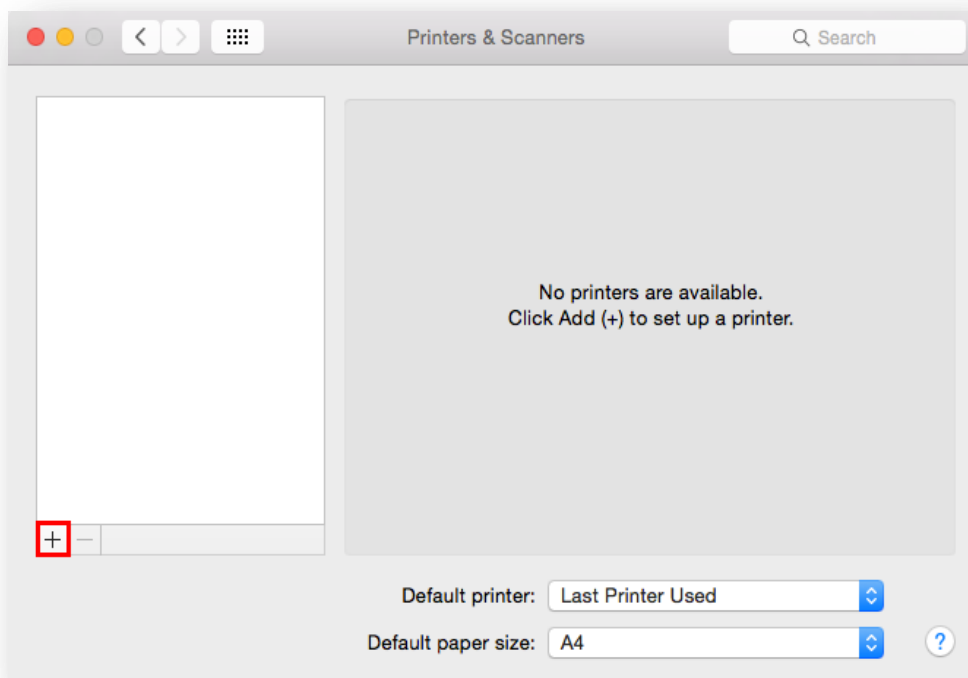 Printers & Scanners
Search
No printers are available.
Click Add (+) to set up a printer.
Default printer: Last Printer Used
Default paper size: A4
?